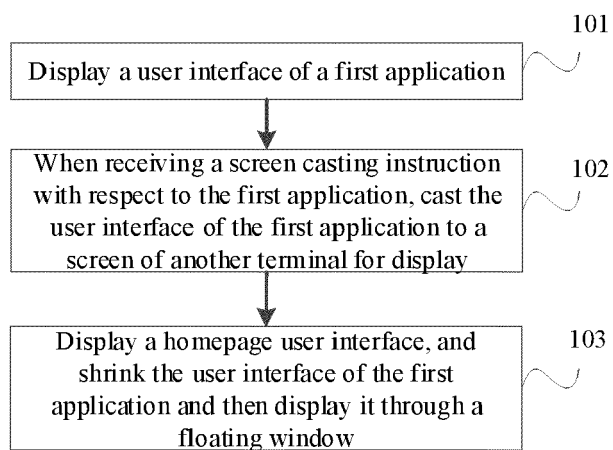 101
Display a user interface of a first application
When receiving a screen casting instruction
with respect to the first application, cast the
user interface of the first application to a
screen of another terminal for display
102
Display a homepage user interface, and
shrink the user interface of the first
application and then display it through a
floating window
103